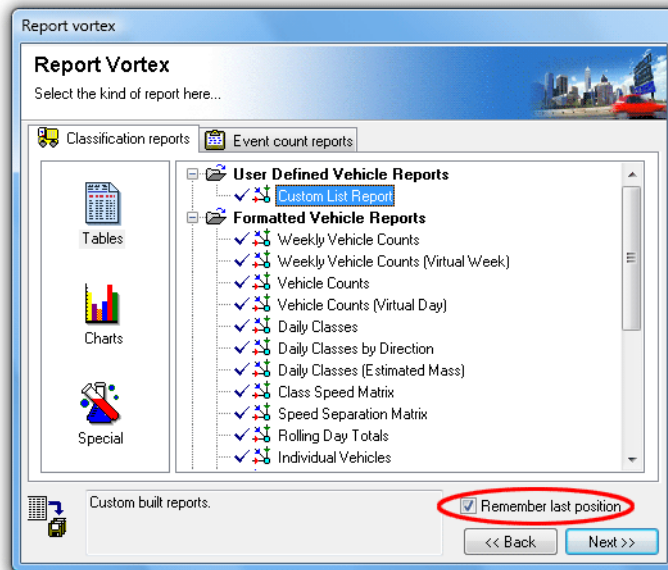 Report vortex
Report Vortex
Select the kind of report here...
Classification reports
Event count reports
Tables
Charts
Special
User Defined Vehicle Reports
Custom List Report
Formatted Vehicle Reports
Weekly Vehicle Counts
Weekly Vehicle Counts (Virtual Week)
Vehicle Counts
Vehicle Counts (Virtual Day)
Daily Classes
Daily Classes by Direction
Daily Classes (Estimated Mass)
Class Speed Matrix
Speed Separation Matrix
Rolling Day Totals
Individual Vehicles
Custom built reports.
Remember last position
<< Back
Next >>